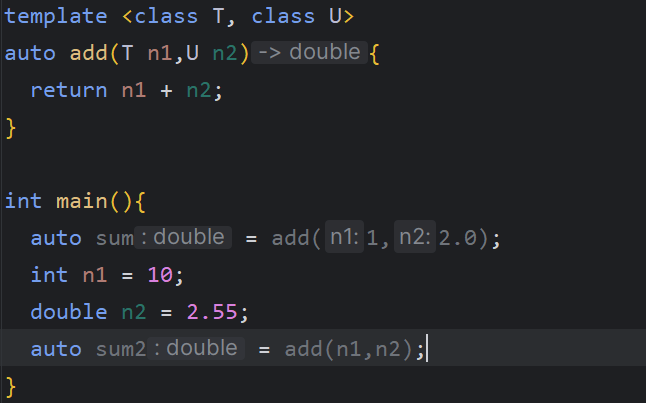 template <class T, class U>
auto add(T n1,U n2) -> double {
  return n1 + n2;
}

int main(){
  auto sum : double = add( n1: 1, n2: 2.0);
  int n1 = 10;
  double n2 = 2.55;
  auto sum2 : double = add(n1,n2);
}